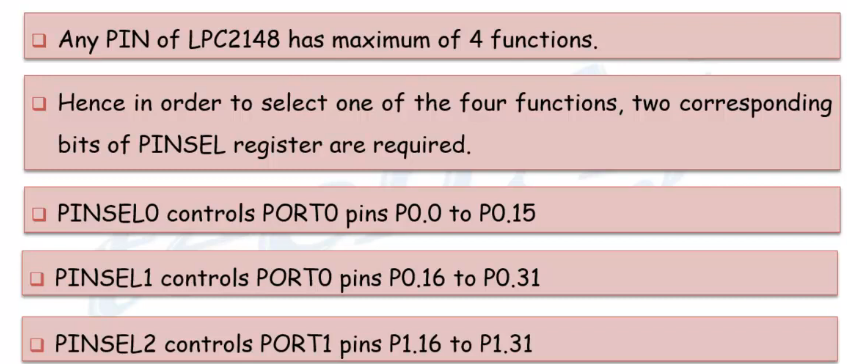 Any PIN of LPC2148 has maximum of 4 functions.
Hence in order to select one of the four functions, two corresponding
bits of PINSEL register are required.
PINSEL0 controls PORT0 pins P0.0 to P0.15
PINSEL1 controls PORT0 pins P0.16 to P0.31
PINSEL2 controls PORT1 pins P1.16 to P1.31